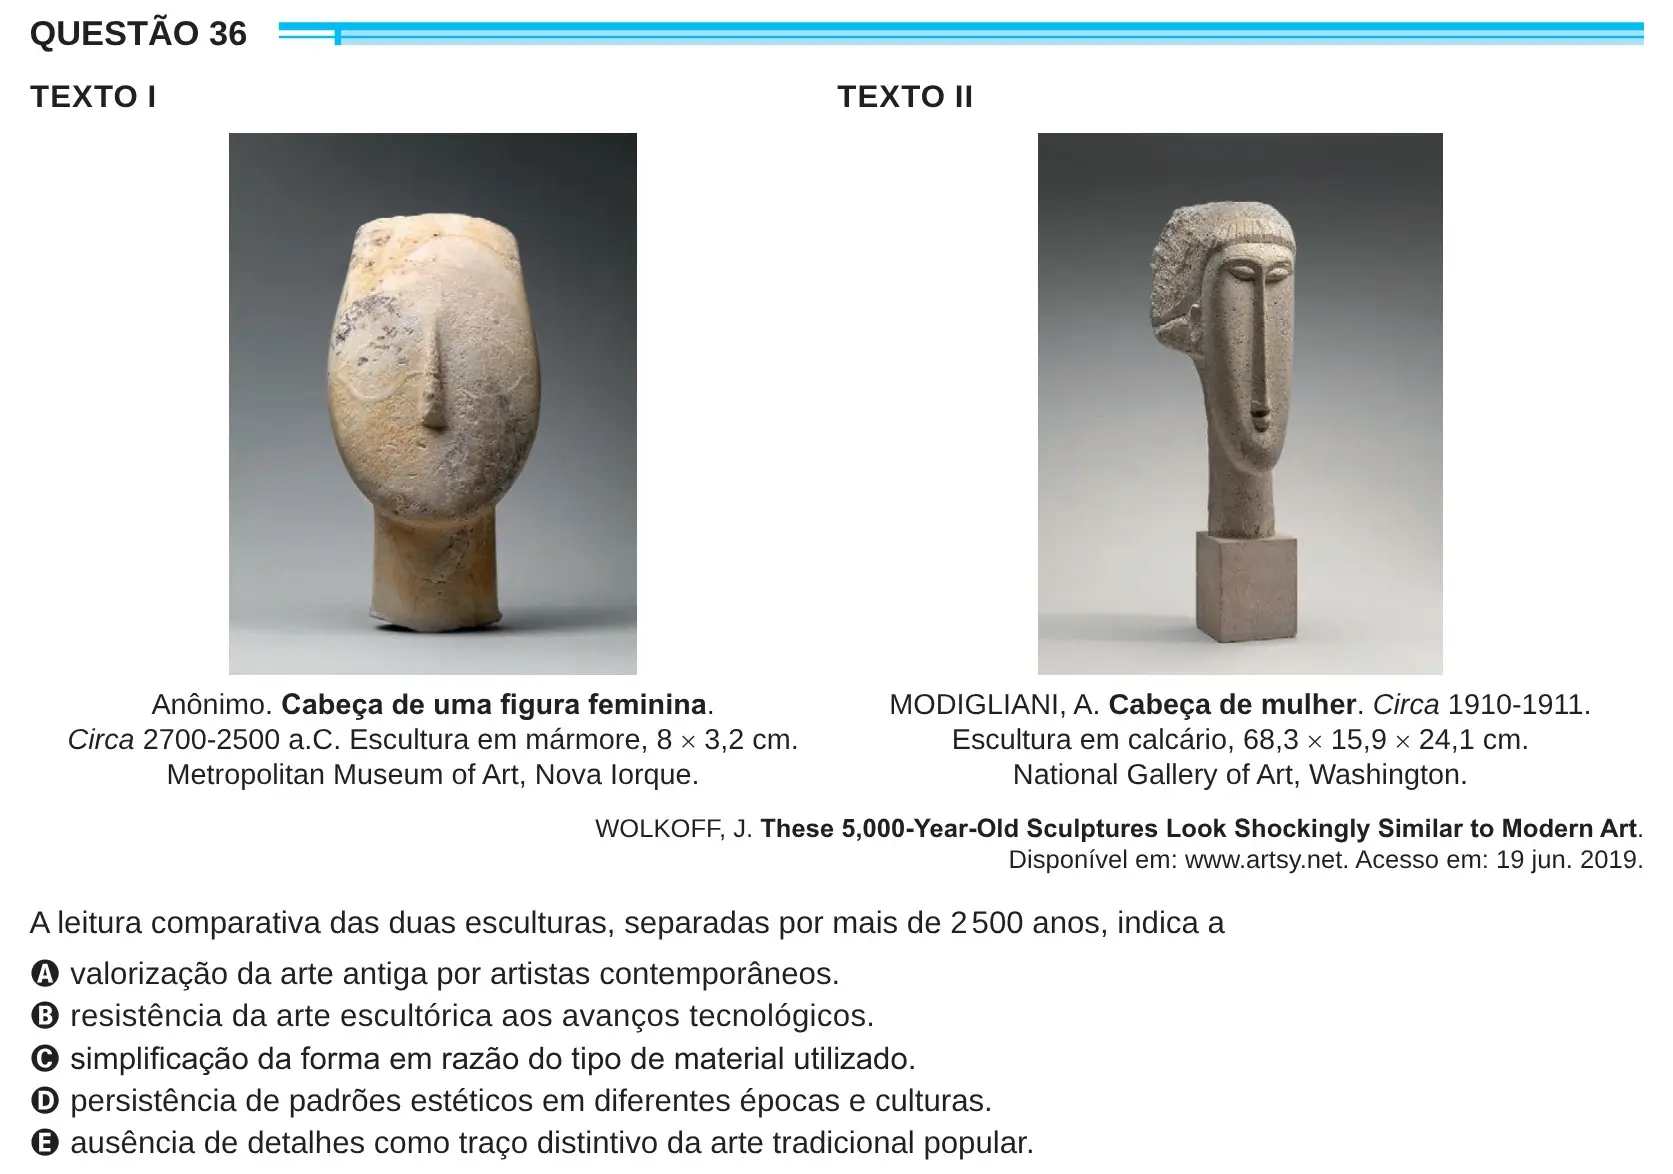 QUESTÃO 36
TEXTO I
Anônimo. Cabeça de uma figura feminina.
Circa 2700-2500 a.C. Escultura em mármore, 8 × 3,2 cm.
Metropolitan Museum of Art, Nova Iorque.
TEXTO II
MODIGLIANI, A. Cabeça de mulher. Circa 1910-1911.
Escultura em calcário, 68,3 × 15,9 × 24,1 cm.
National Gallery of Art, Washington.
WOLKOFF, J. These 5,000-Year-Old Sculptures Look Shockingly Similar to Modern Art.
Disponível em: www.artsy.net. Acesso em: 19 jun. 2019.
A leitura comparativa das duas esculturas, separadas por mais de 2 500 anos, indica a
A valorização da arte antiga por artistas contemporâneos.
B resistência da arte escultórica aos avanços tecnológicos.
C simplificação da forma em razão do tipo de material utilizado.
D persistência de padrões estéticos em diferentes épocas e culturas.
E ausência de detalhes como traço distintivo da arte tradicional popular.